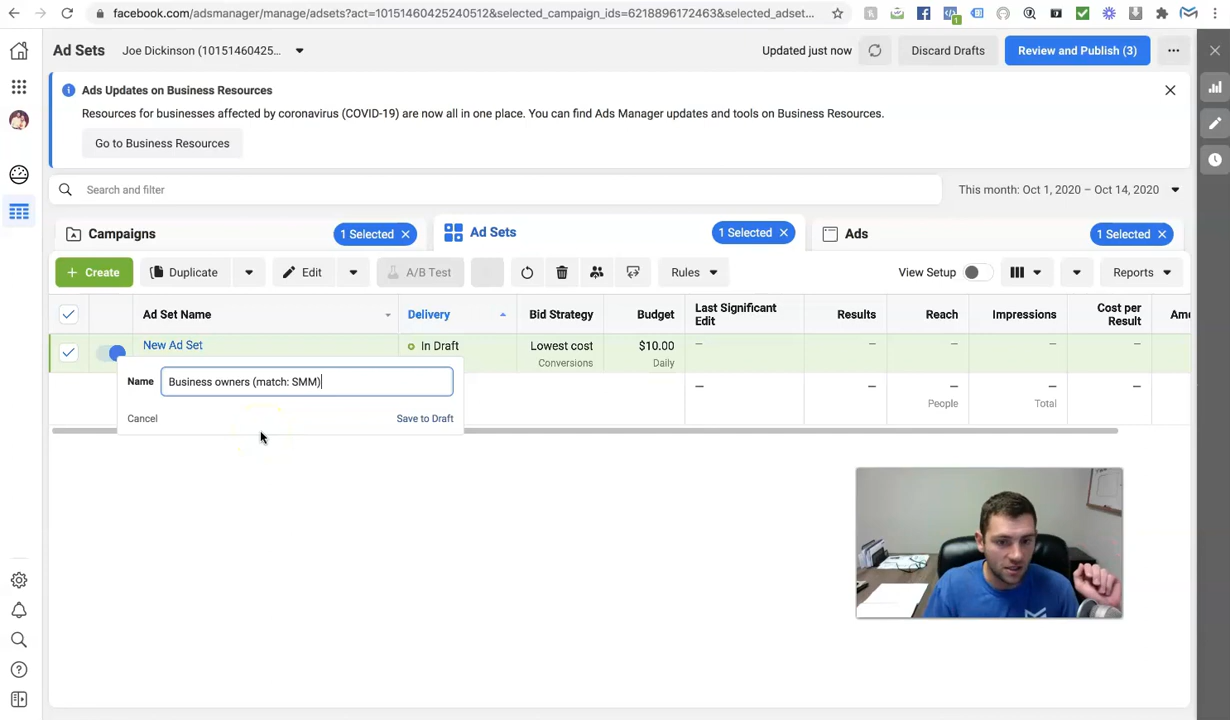 facebook.com/adsmanager/manage/adsets?act=10151460425240512&selected_campaign_ids=6218896172463&selected_adset...
Ad Sets
Joe Dickinson (10151460425...
Updated just now
Discard Drafts
Review and Publish (3)
Ads Updates on Business Resources
Resources for businesses affected by coronavirus (COVID-19) are now all in one place. You can find Ads Manager updates and tools on Business Resources.
Go to Business Resources
Search and filter
This month: Oct 1, 2020 – Oct 14, 2020
Campaigns
1 Selected
Ad Sets
1 Selected
Ads
1 Selected
+ Create
Duplicate
Edit
A/B Test
Rules
View Setup
Reports
Ad Set Name
Delivery
Bid Strategy
Budget
Last Significant
Edit
Results
Reach
Impressions
Cost per
Result
Amo
New Ad Set
In Draft
Lowest cost
Conversions
$10.00
Daily
Name
Business owners (match: SMM)
Cancel
Save to Draft
People
Total